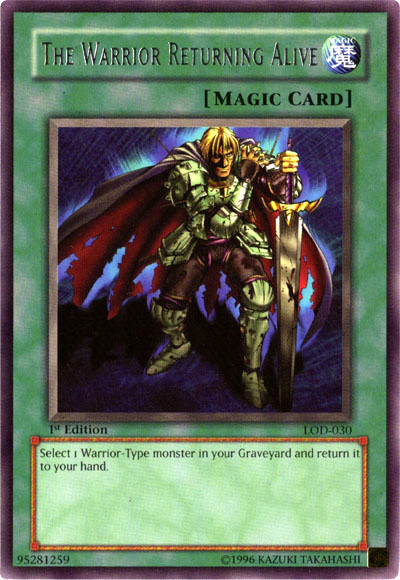 THE WARRIOR RETURNING ALIVE
MAGIC
魔
[MAGIC CARD]
1st Edition
LOD-030
Select 1 Warrior-Type monster in your Graveyard and return it
to your hand.
95281259
©1996 KAZUKI TAKAHASHI